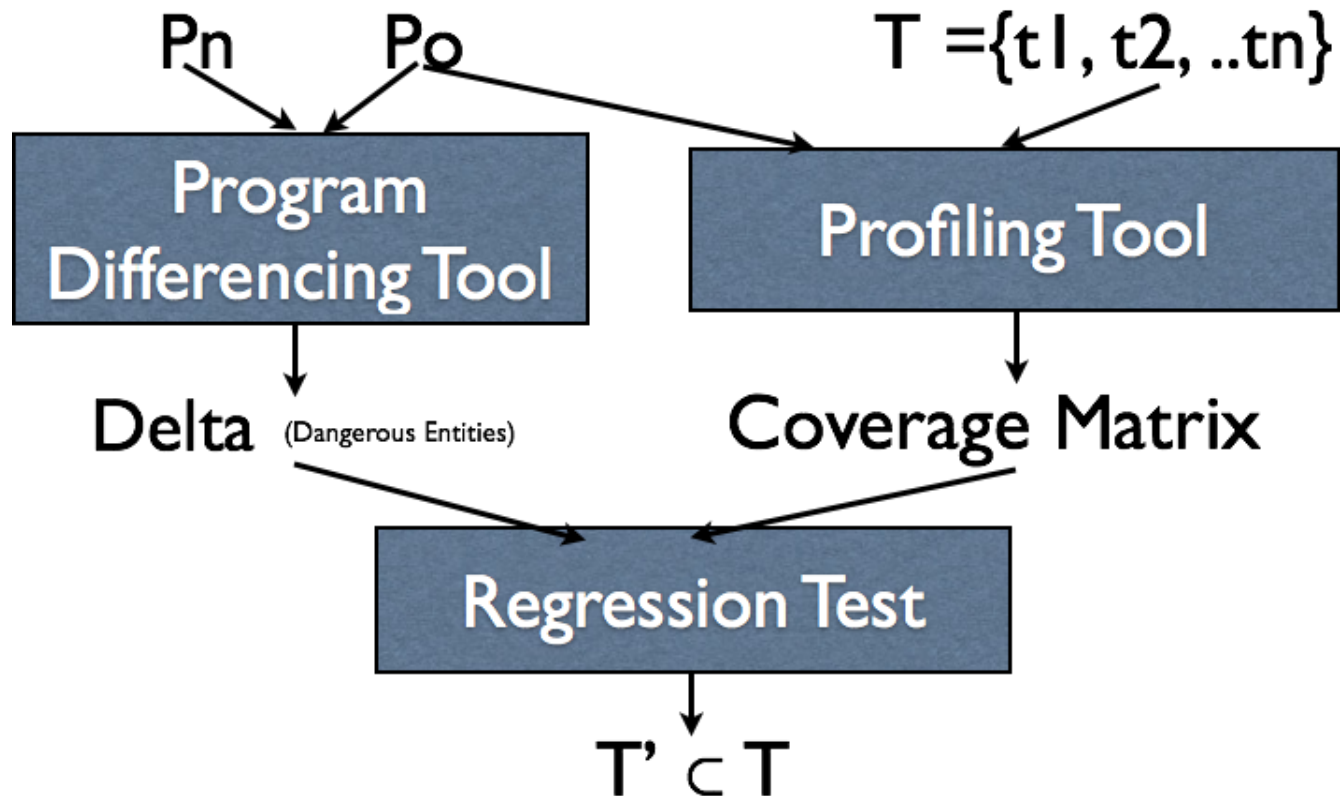 Pn
Po
T ={t1, t2, ..tn}
Program
Differencing Tool
Profiling Tool
Delta (Dangerous Entities)
Coverage Matrix
Regression Test
T’ ⊂ T